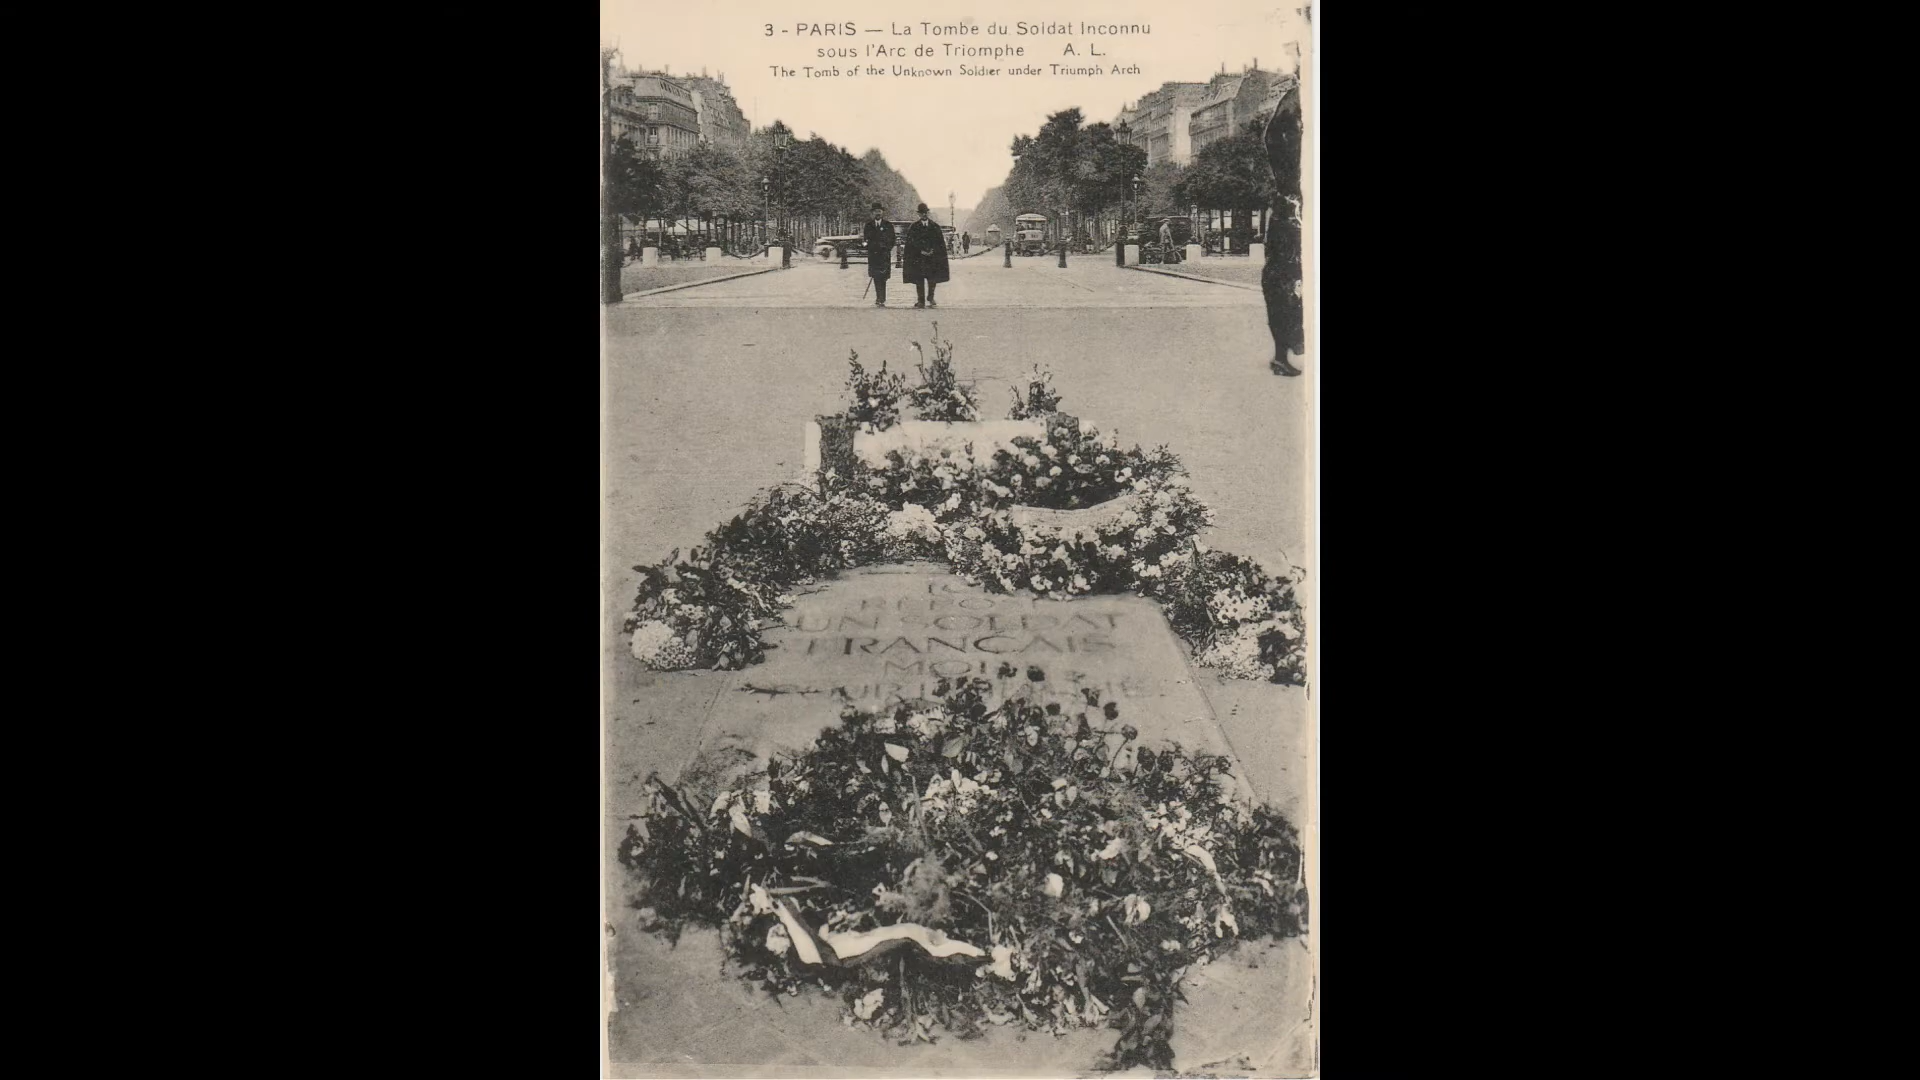 3 - PARIS — La Tombe du Soldat Inconnu
sous l'Arc de Triomphe A. L.
The Tomb of the Unknown Soldier under Triumph Arch
UN SOLDAT
FRANÇAIS